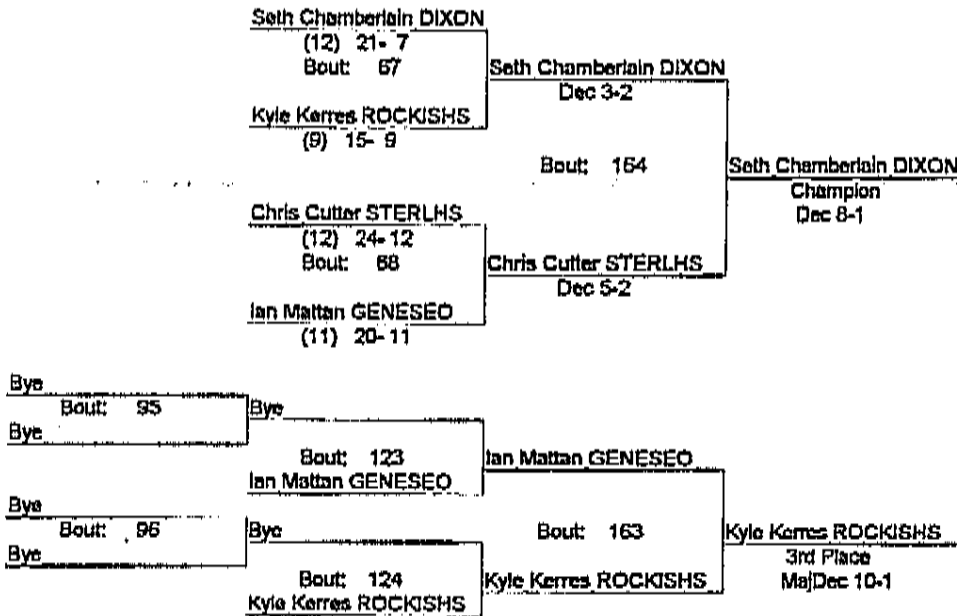 Seth Chamberlain DIXON
(12) 21- 7
Bout: 67
Seth Chamberlain DIXON
Dec 3-2
Kyle Kerres ROCKISHS
(9) 15- 9
Bout: 164
Seth Chamberlain DIXON
Champion
Dec 8-1
Chris Cutter STERLHS
(12) 24- 12
Bout: 68
Chris Cutter STERLHS
Dec 5-2
Ian Mattan GENESEO
(11) 20- 11
Bye
Bout: 95
Bye
Bye
Bout: 123
Ian Mattan GENESEO
Ian Mattan GENESEO
Bye
Bout: 96
Bye
Bye
Bout: 163
Kyle Kerres ROCKISHS
3rd Place
MajDec 10-1
Bout: 124
Kyle Kerres ROCKISHS
Kyle Kerres ROCKISHS